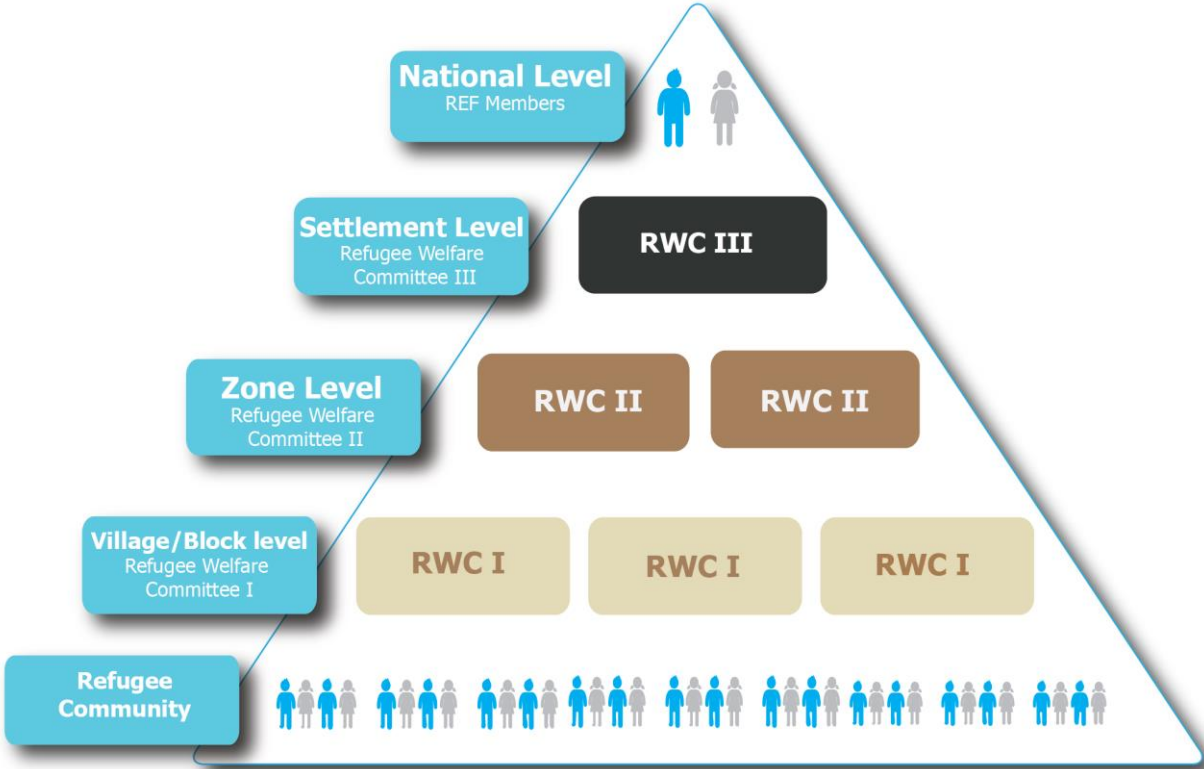 National Level
REF Members
Settlement Level
Refugee Welfare
Committee III
RWC III
Zone Level
Refugee Welfare
Committee II
RWC II
RWC II
Village/Block level
Refugee Welfare
Committee I
RWC I
RWC I
RWC I
Refugee
Community